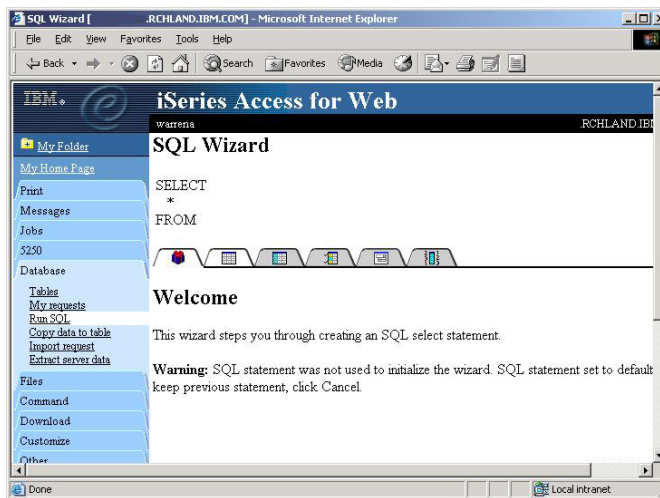 SQL Wizard [ .RCHLAND.IBM.COM] - Microsoft Internet Explorer
File Edit View Favorites Tools Help
Back Search Favorites Media
IBM
iSeries Access for Web
warrena .RCHLAND.IBM
My Folder
My Home Page
Print
Messages
Jobs
5250
Database
Tables
My requests
Run SQL
Copy data to table
Import request
Extract server data
Files
Command
Download
Customize
Other
SQL Wizard
SELECT
*
FROM
Welcome
This wizard steps you through creating an SQL select statement.
Warning: SQL statement was not used to initialize the wizard. SQL statement set to default
keep previous statement, click Cancel.
Done Local intranet